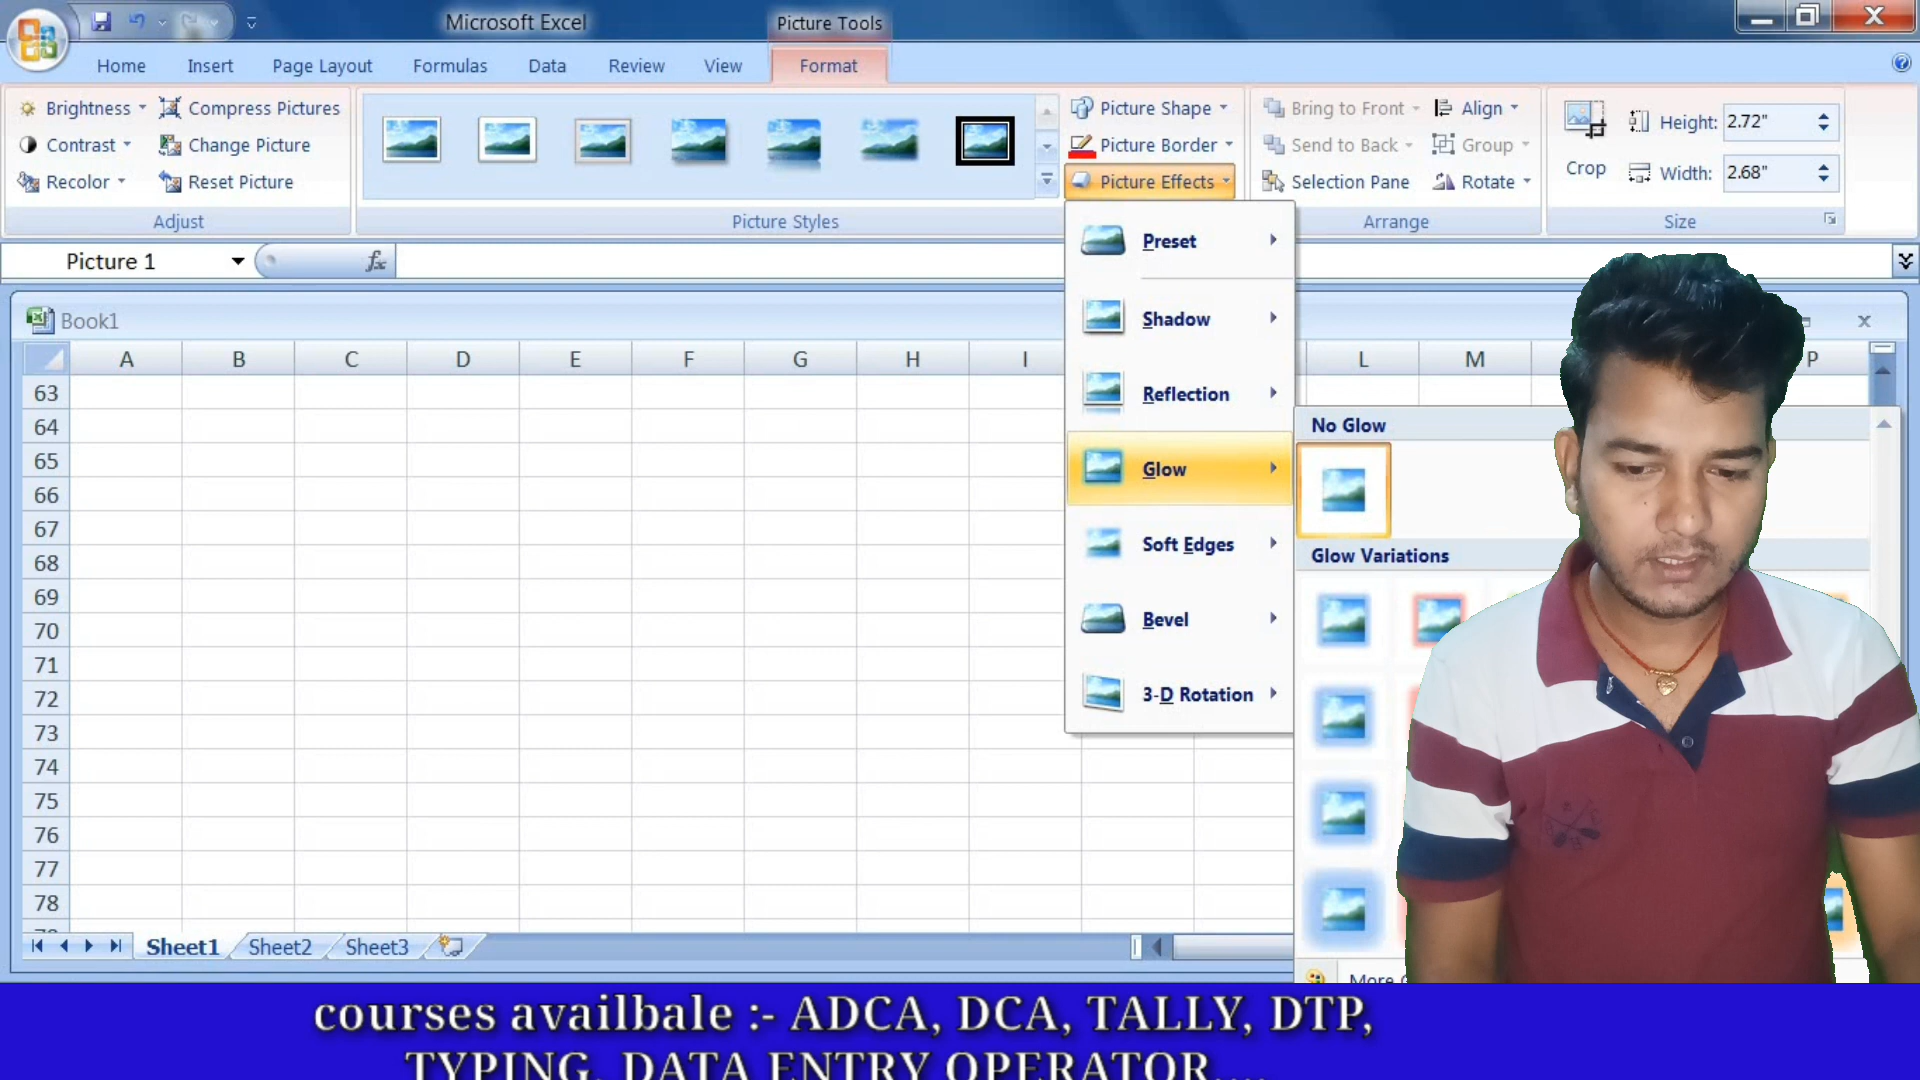 Microsoft Excel
Picture Tools
Home Insert Page Layout Formulas Data Review View Format
Brightness Compress Pictures
Contrast Change Picture
Recolor Reset Picture
Adjust
Picture Styles
Picture Shape
Picture Border
Picture Effects
Bring to Front Align
Send to Back Group
Selection Pane Rotate
Arrange
Crop
Height: 2.72"
Width: 2.68"
Size
Picture 1
fx
Book1
A B C D E F G H I L M P
63
64
65
66
67
68
69
70
71
72
73
74
75
76
77
78
Preset
Shadow
Reflection
Glow
Soft Edges
Bevel
3-D Rotation
No Glow
Glow Variations
More
Sheet1 Sheet2 Sheet3
courses availbale :- ADCA, DCA, TALLY, DTP,
TYPING, DATA ENTRY OPERATOR....